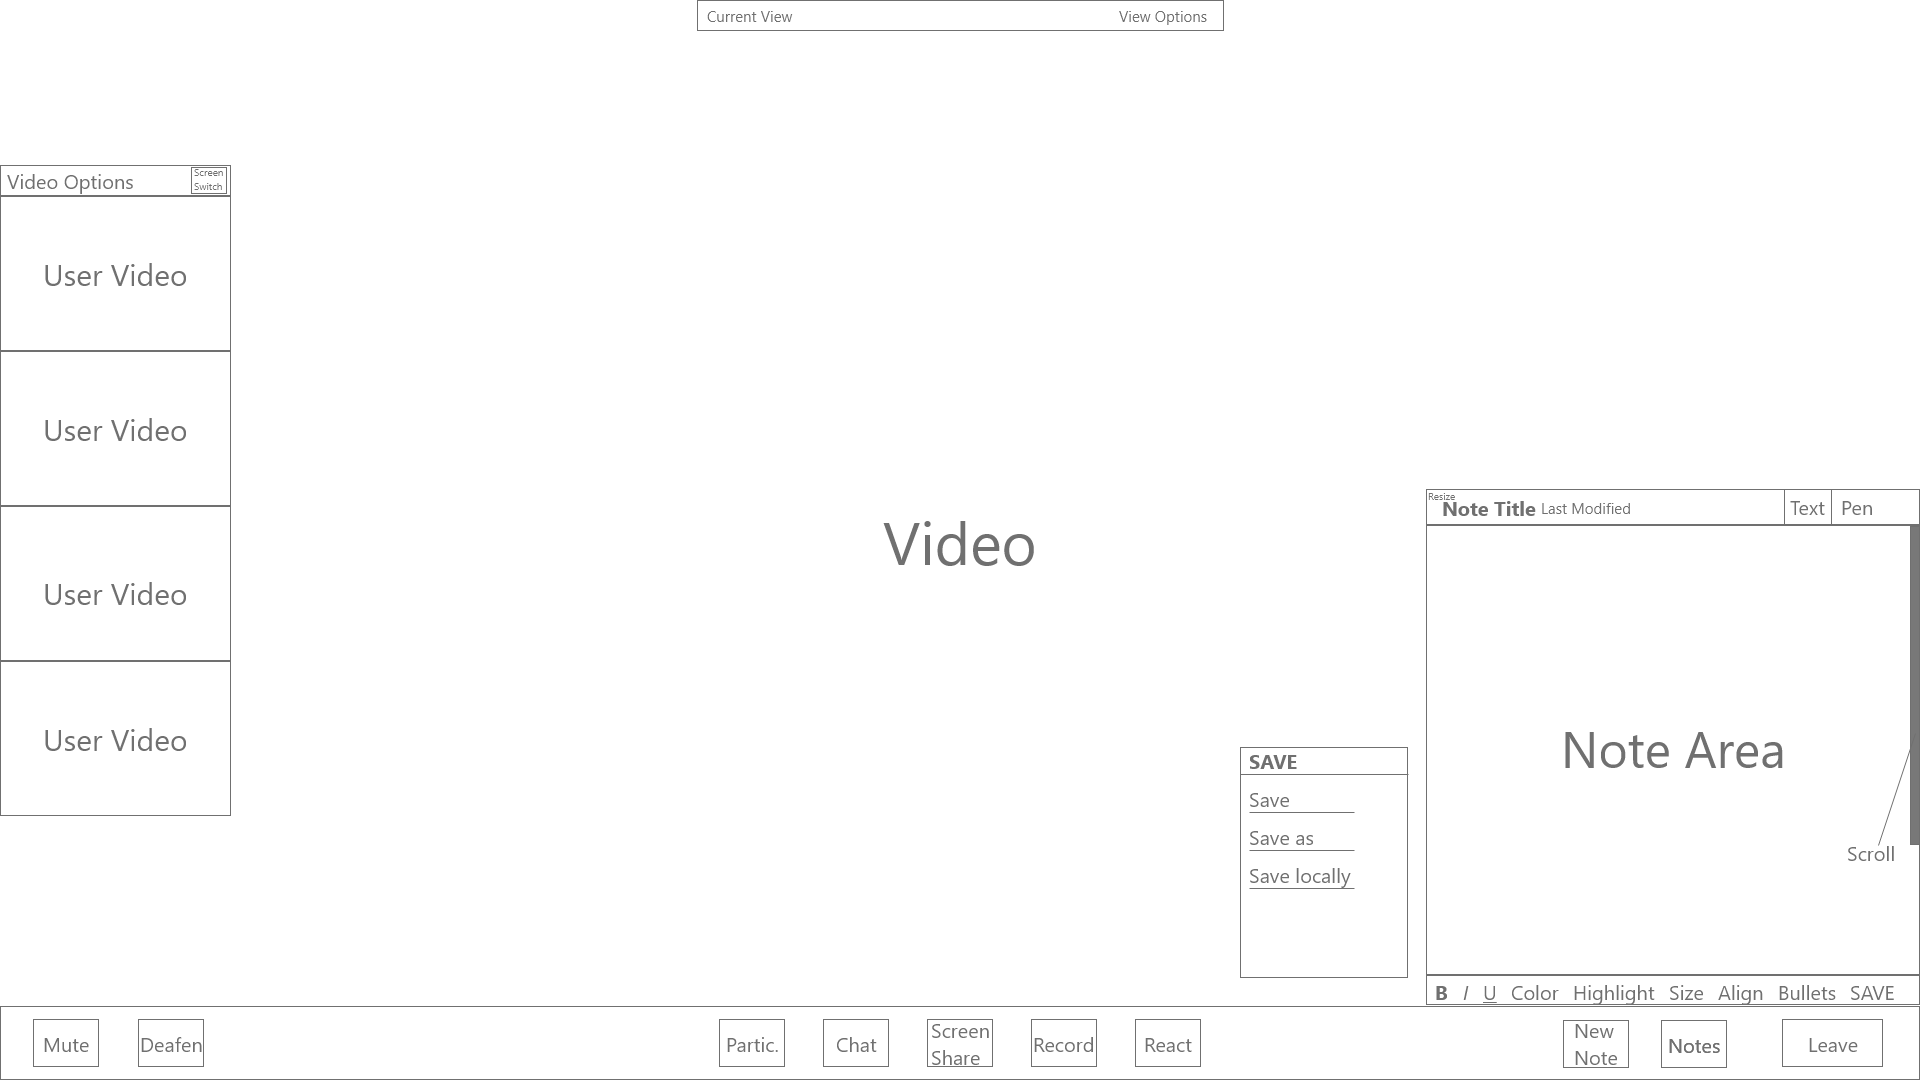 Current View View Options
Video Options
Screen
Switch
User Video
User Video
User Video
User Video
Video
Resize
Note Title Last Modified Text Pen
Note Area
Scroll
SAVE
Save
Save as
Save locally
B I U Color Highlight Size Align Bullets SAVE
Mute
Deafen
Partic.
Chat
Screen
Share
Record
React
New
Note
Notes
Leave